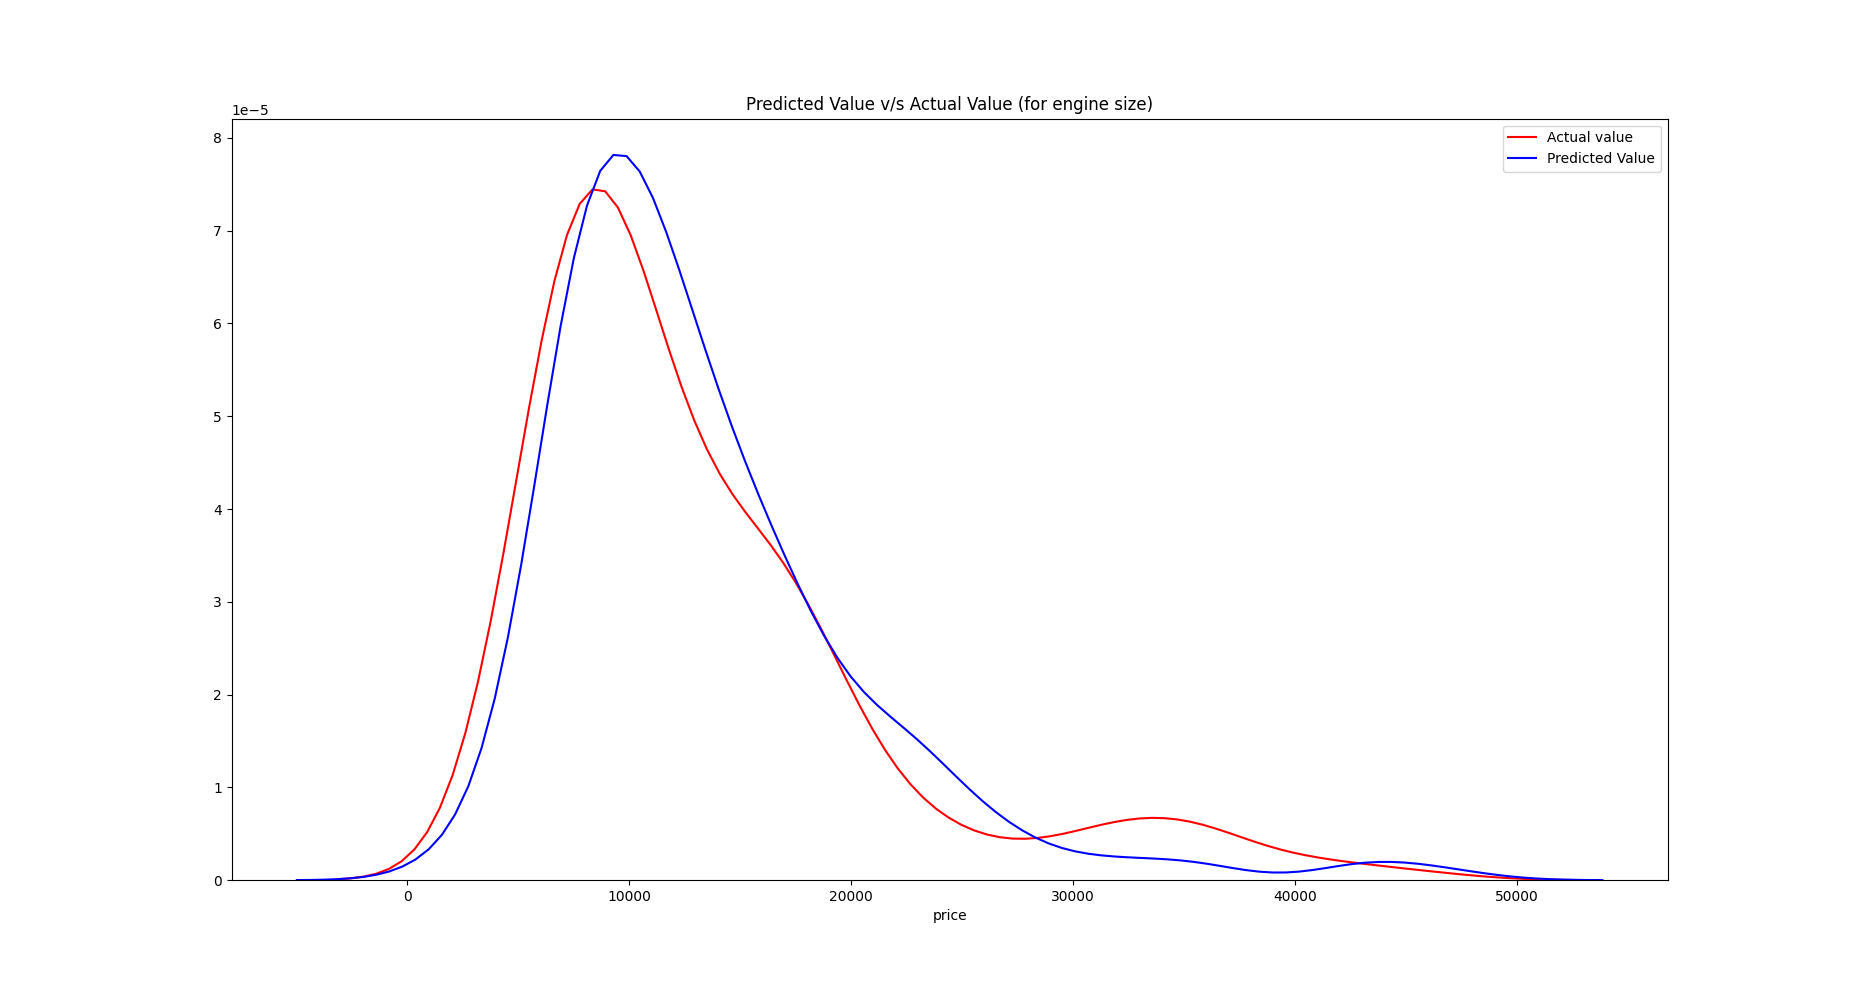 Predicted Value v/s Actual Value (for engine size)
1e−5
Actual value
Predicted Value
8
7
6
5
4
3
2
1
0
0 10000 20000 30000 40000 50000
price